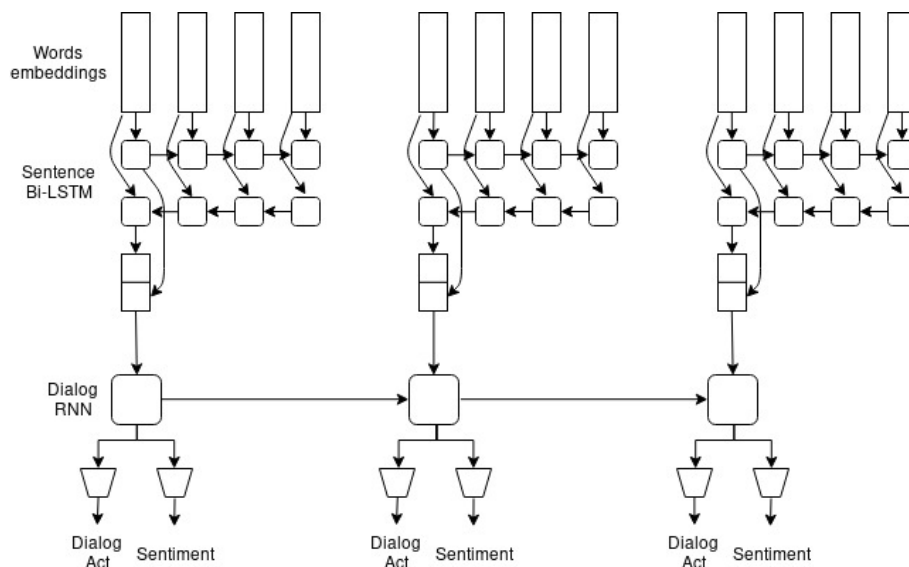 Words
embeddings
Sentence
Bi-LSTM
Dialog
RNN
Dialog
Act
Sentiment
Dialog
Act
Sentiment
Dialog
Act
Sentiment